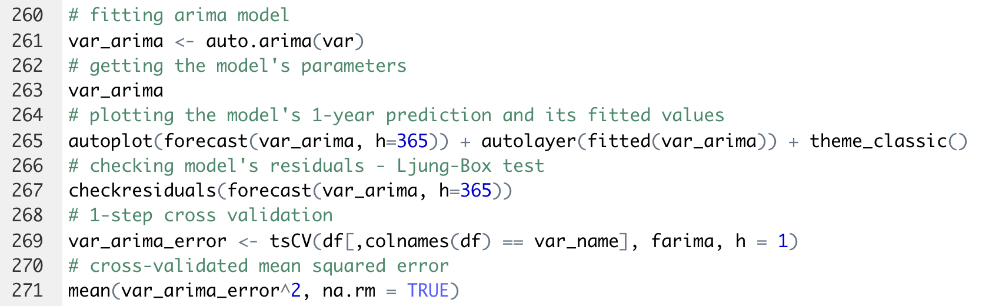 260 # fitting arima model
261 var_arima <- auto.arima(var)
262 # getting the model's parameters
263 var_arima
264 # plotting the model's 1-year prediction and its fitted values
265 autoplot(forecast(var_arima, h=365)) + autolayer(fitted(var_arima)) + theme_classic()
266 # checking model's residuals - Ljung-Box test
267 checkresiduals(forecast(var_arima, h=365))
268 # 1-step cross validation
269 var_arima_error <- tsCV(df[,colnames(df) == var_name], farima, h = 1)
270 # cross-validated mean squared error
271 mean(var_arima_error^2, na.rm = TRUE)